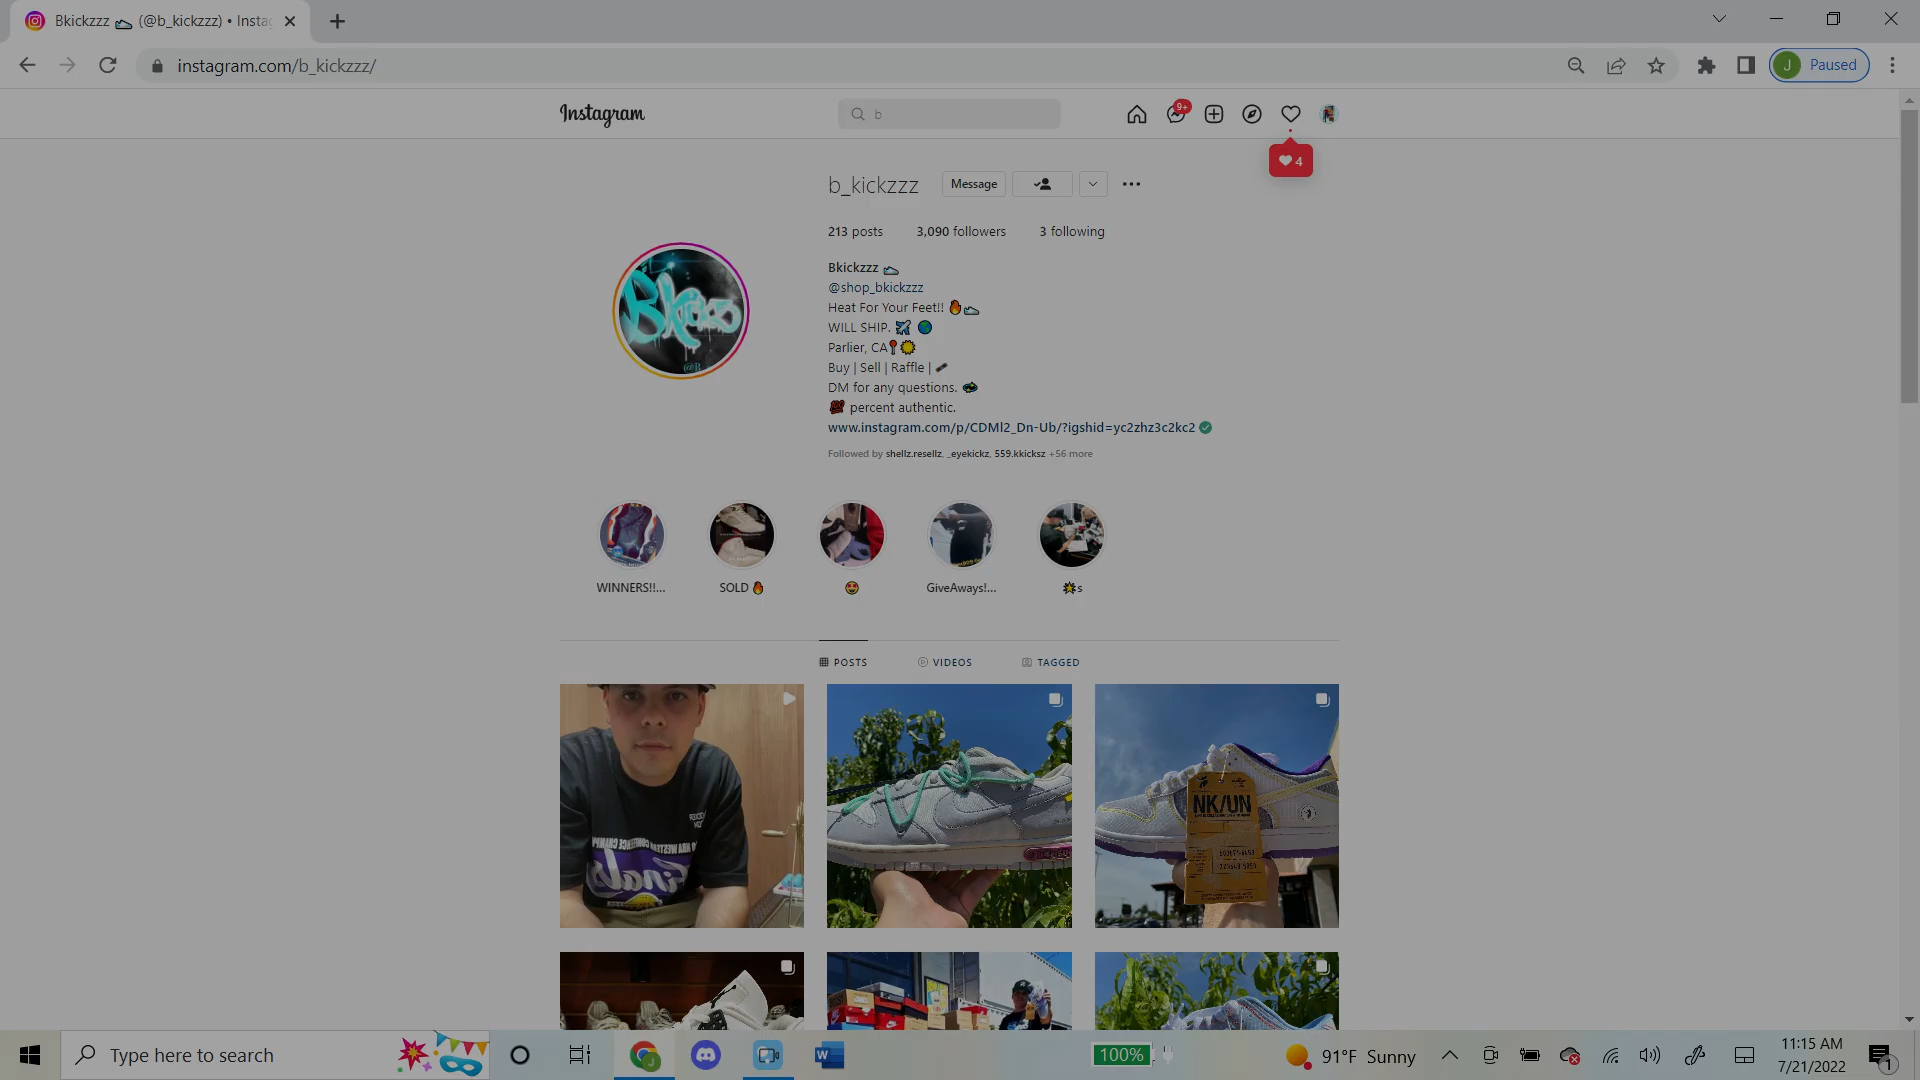 Bkickzzz 👟 (@b_kickzzz) • Insta
instagram.com/b_kickzzz/
J Paused
Instagram
b
9+
4
b_kickzzz
Message
213 posts 3,090 followers 3 following
Bkickzzz 👟
@shop_bkickzzz
Heat For Your Feet!! 🔥👟
WILL SHIP. ✈️ 🌎
Parlier, CA📍☀️
Buy | Sell | Raffle |
DM for any questions.
💯 percent authentic.
www.instagram.com/p/CDMl2_Dn-Ub/?igshid=yc2zhz3c2kc2
Followed by shellz.resellz, _eyekickz, 559.kkicksz +56 more
WINNERS!!...
SOLD 🔥
😍
GiveAways!...
s
POSTS
VIDEOS
TAGGED
Finals
NK/UN
Type here to search
100%
91°F Sunny
11:15 AM
7/21/2022
1